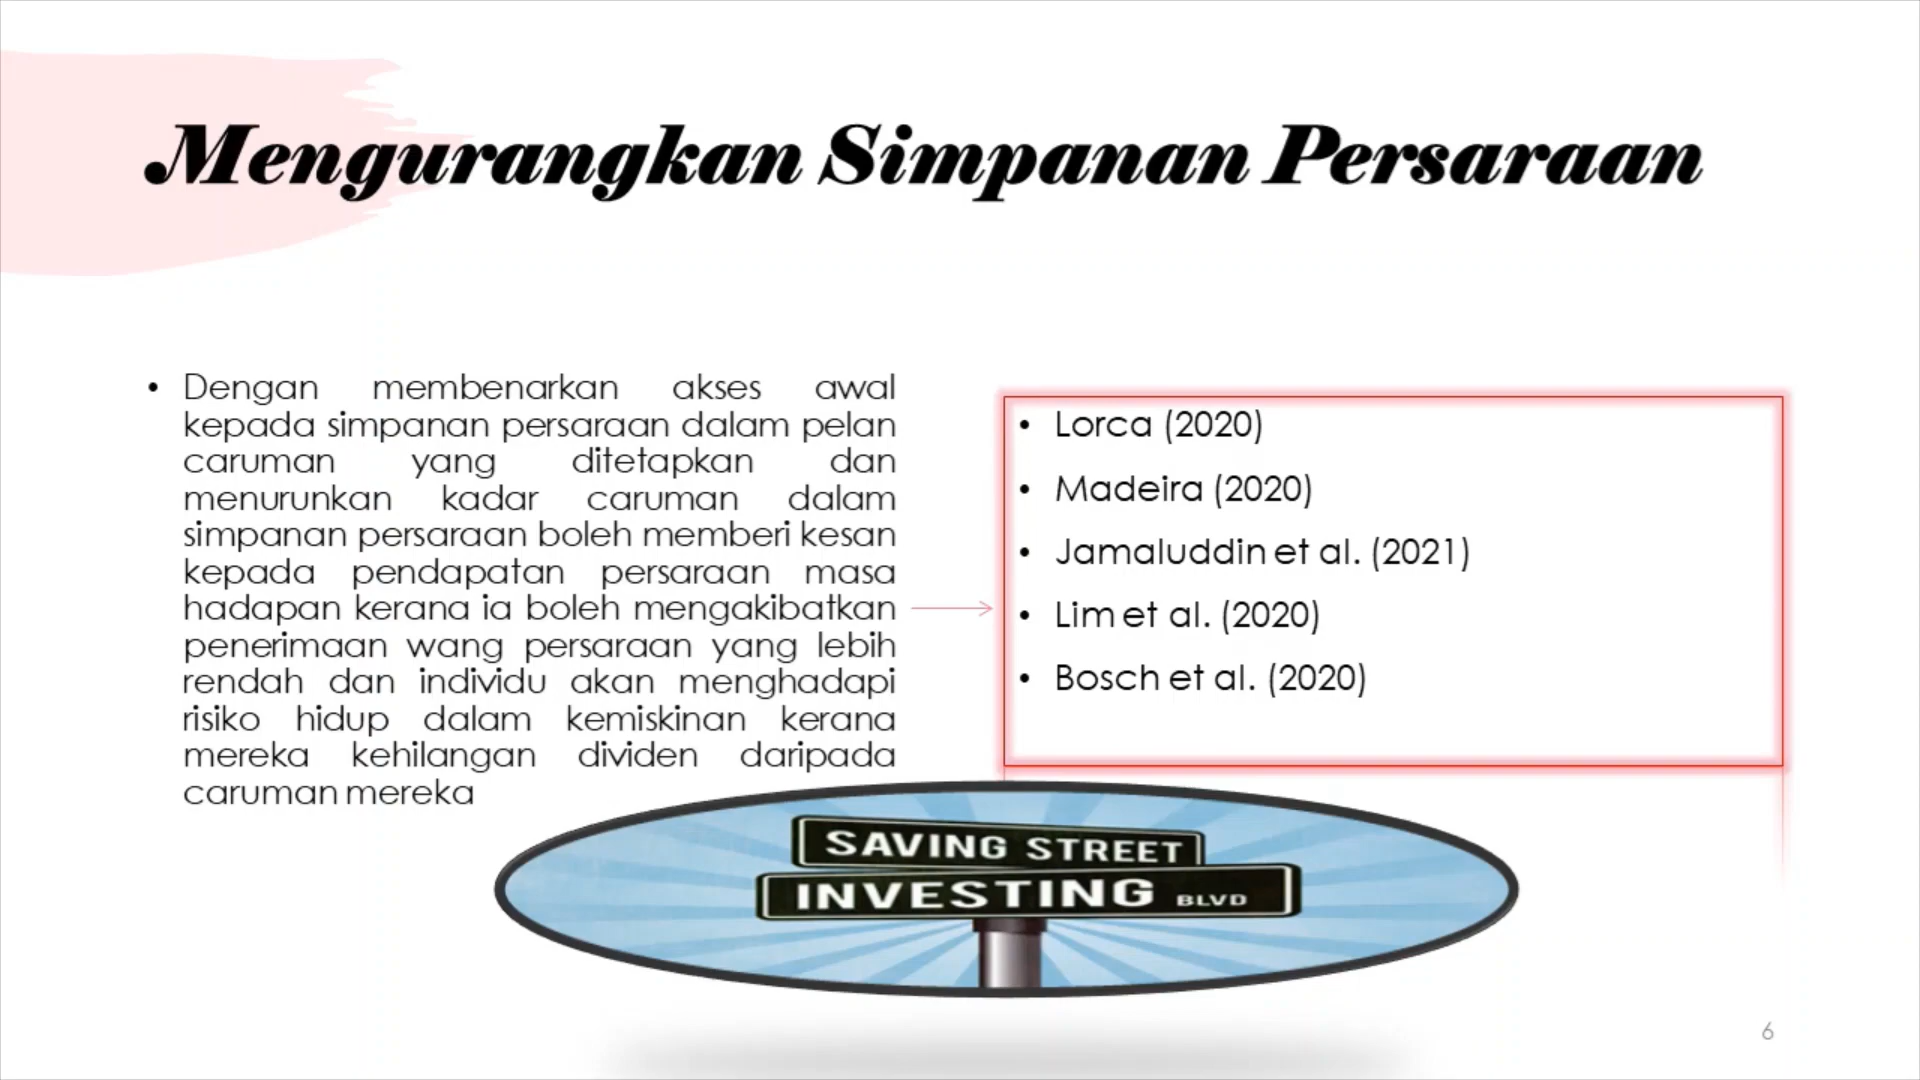 Mengurangkan Simpanan Persaraan
• Dengan membenarkan akses awal
kepada simpanan persaraan dalam pelan
caruman yang ditetapkan dan
menurunkan kadar caruman dalam
simpanan persaraan boleh memberi kesan
kepada pendapatan persaraan masa
hadapan kerana ia boleh mengakibatkan
penerimaan wang persaraan yang lebih
rendah dan individu akan menghadapi
risiko hidup dalam kemiskinan kerana
mereka kehilangan dividen daripada
caruman mereka
• Lorca (2020)
• Madeira (2020)
• Jamaluddin et al. (2021)
• Lim et al. (2020)
• Bosch et al. (2020)
SAVING STREET
INVESTING BLVD
6